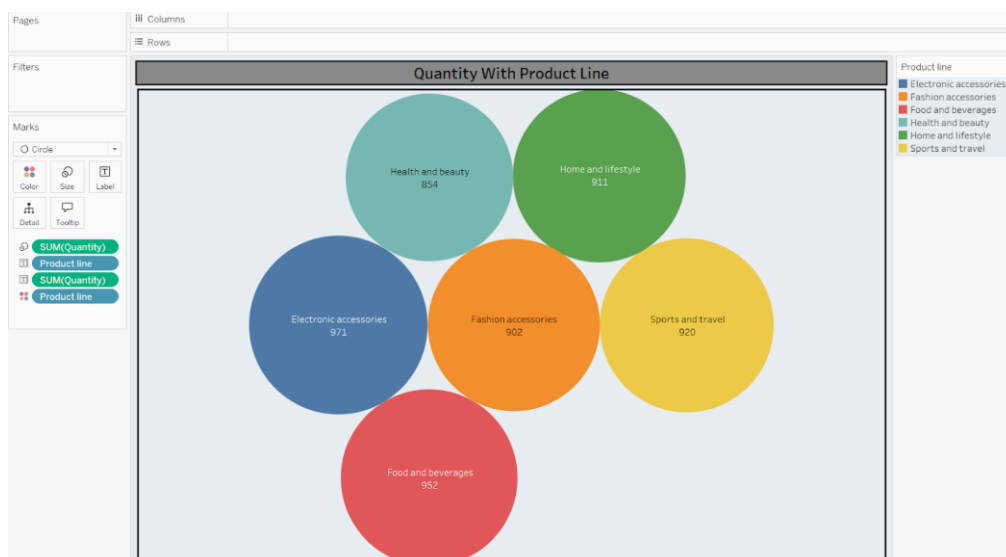 Pages
Columns
Rows
Filters
Marks
Circle
Color
Size
Label
Detail
Tooltip
SUM(Quantity)
Product line
SUM(Quantity)
Product line
Quantity With Product Line
Health and beauty
854
Home and lifestyle
911
Electronic accessories
971
Fashion accessories
902
Sports and travel
920
Food and beverages
952
Product line
Electronic accessories
Fashion accessories
Food and beverages
Health and beauty
Home and lifestyle
Sports and travel